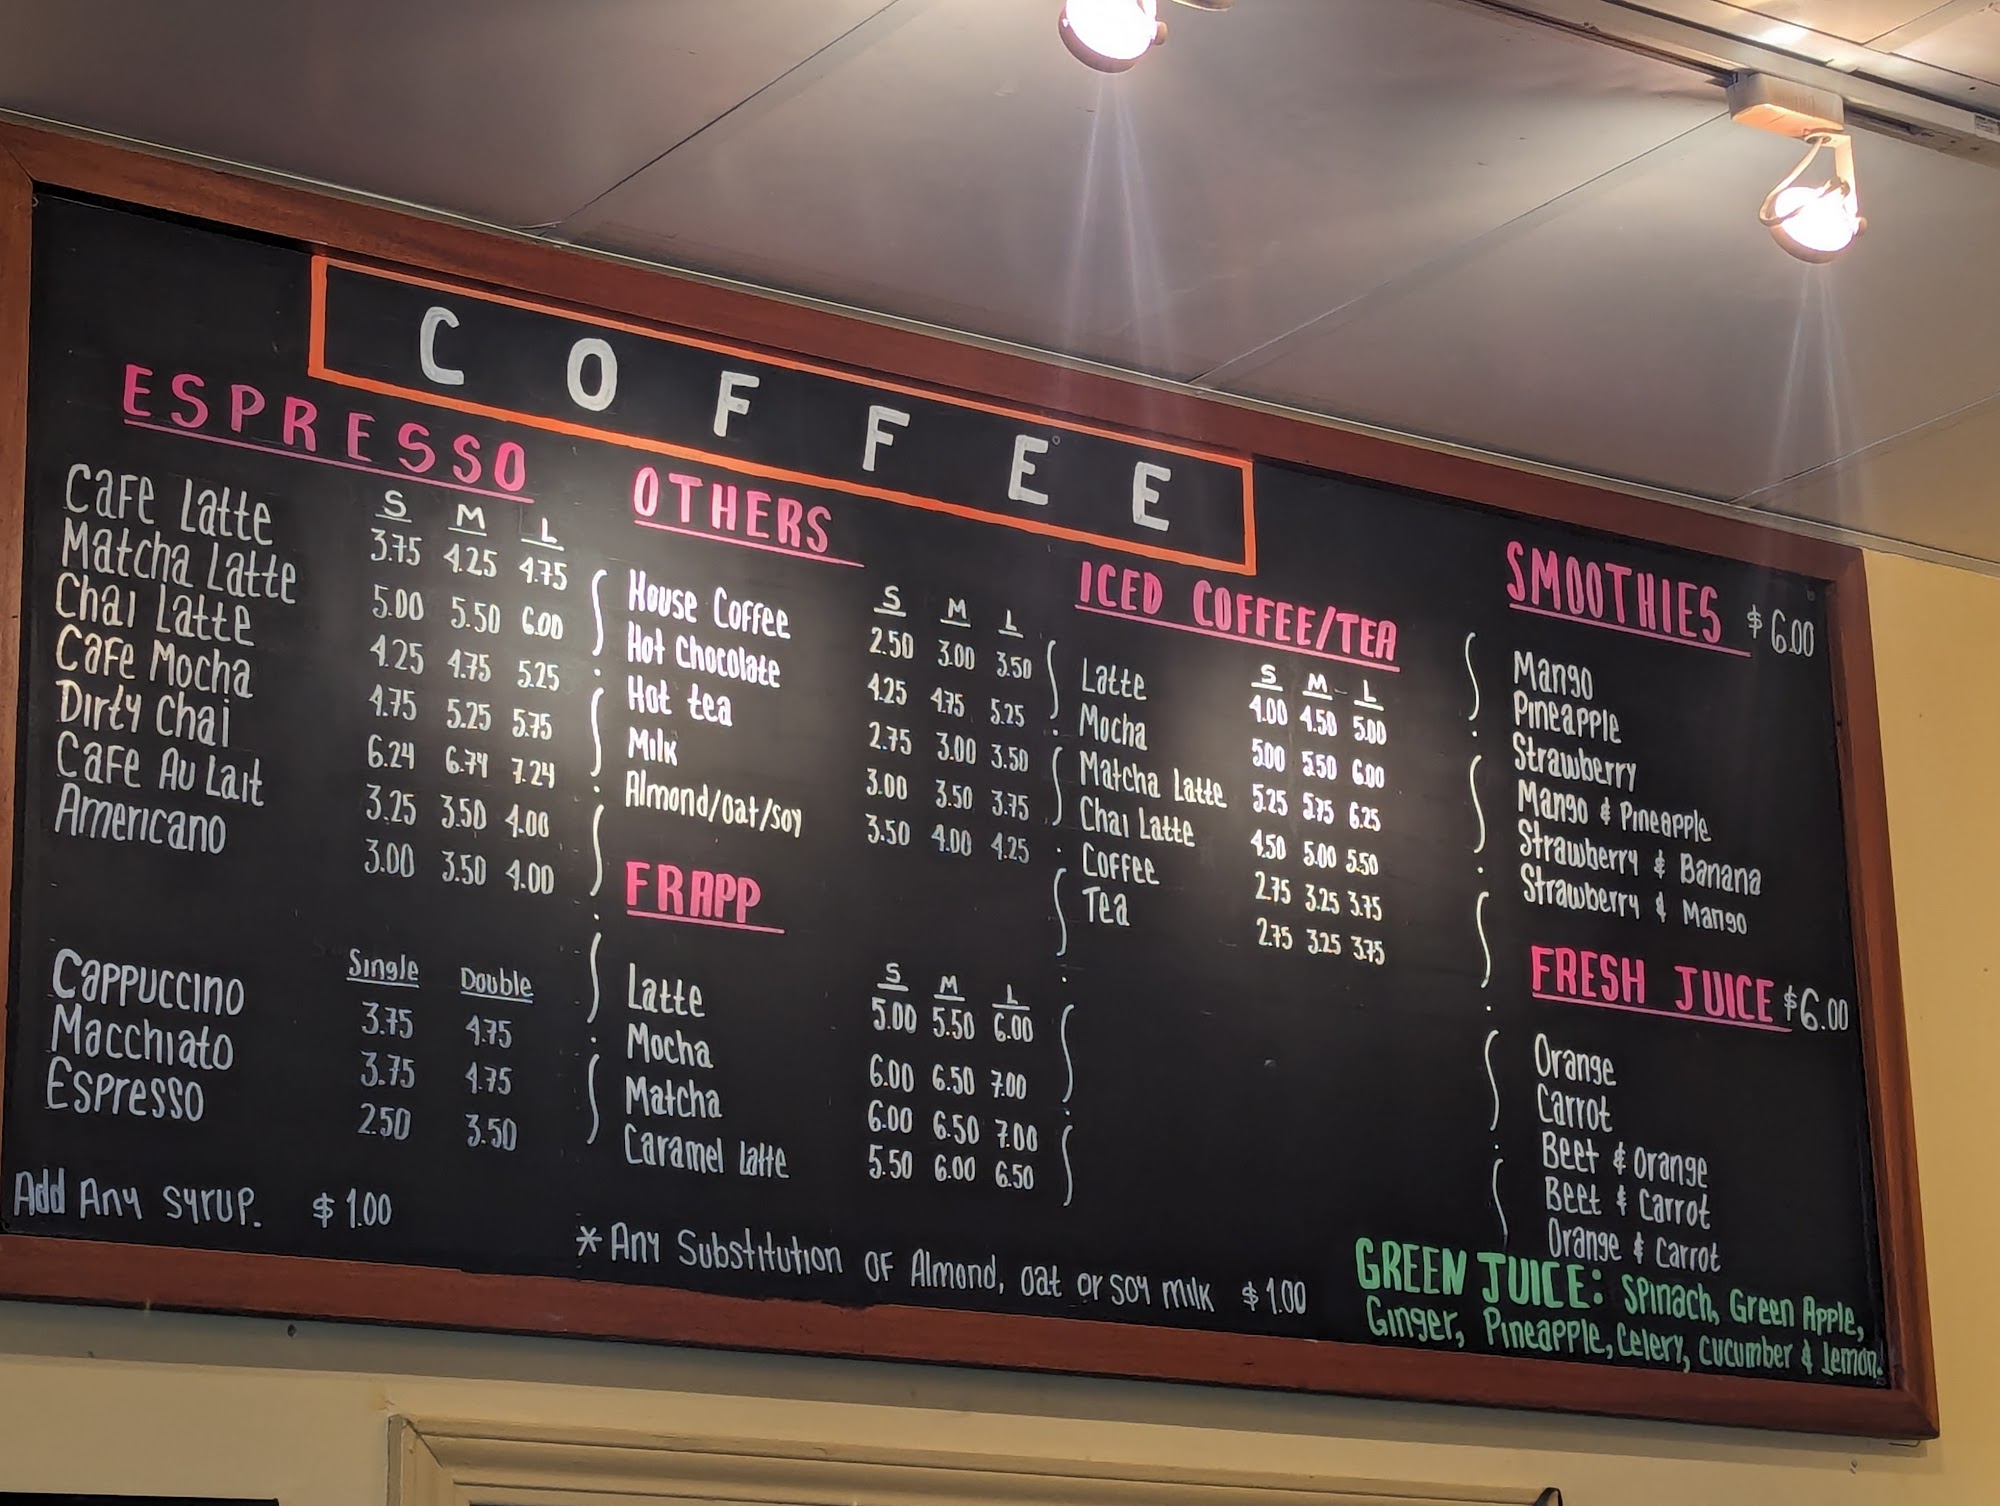 COFFEE
ESPRESSO
S M L
Cafe Latte 3.75 4.25 4.75
Matcha Latte 5.00 5.50 6.00
Chai Latte 4.25 4.75 5.25
Cafe Mocha 4.75 5.25 5.75
Dirty Chai 6.24 6.74 7.24
Cafe Au Lait 3.25 3.50 4.00
Americano 3.00 3.50 4.00
Single Double
Cappuccino 3.75 4.75
Macchiato 3.75 4.75
Espresso 2.50 3.50
Add Any Syrup. $1.00
OTHERS
S M L
House Coffee 2.50 3.00 3.50
Hot Chocolate 4.25 4.75 5.25
Hot tea 2.75 3.00 3.50
Milk 3.00 3.50 3.75
Almond/oat/soy 3.50 4.00 4.25
FRAPP
S M L
Latte 5.00 5.50 6.00
Mocha 6.00 6.50 7.00
Matcha 6.00 6.50 7.00
Caramel Latte 5.50 6.00 6.50
*Any Substitution of Almond, oat or soy milk $1.00
ICED COFFEE/TEA
S M L
Latte 4.00 4.50 5.00
Mocha 5.00 5.50 6.00
Matcha Latte 5.25 5.75 6.25
Chai Latte 4.50 5.00 5.50
Coffee 2.75 3.25 3.75
Tea 2.75 3.25 3.75
SMOOTHIES $6.00
Mango
Pineapple
Strawberry
Mango & Pineapple
Strawberry & Banana
Strawberry & Mango
FRESH JUICE $6.00
Orange
Carrot
Beet & Orange
Beet & Carrot
Orange & Carrot
GREEN JUICE: Spinach, Green Apple,
Ginger, Pineapple, Celery, cucumber & Lemon.